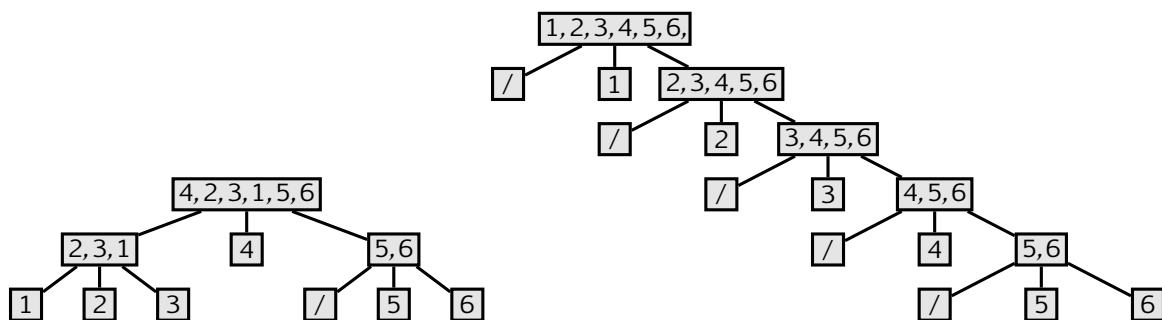 1,2,3,4,5,6,
/ 1 2,3,4,5,6
/ 2 3,4,5,6
4,2,3,1,5,6 / 3 4,5,6
2,3,1 4 5,6 / 4 5,6
1 2 3 / 5 6 / 5 6